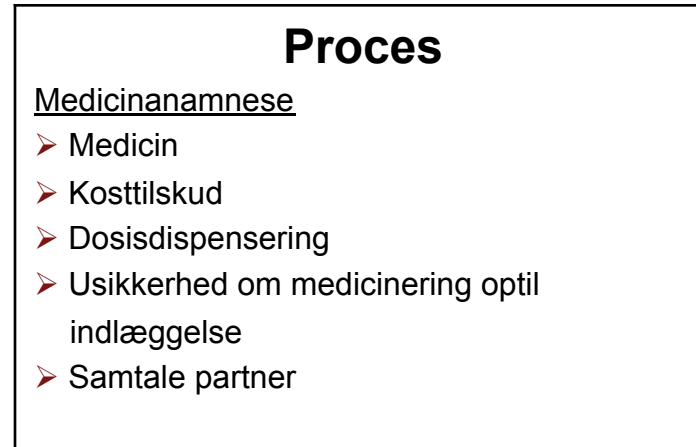 Proces
Medicinanamnese
Medicin
Kosttilskud
Dosisdispensering
Usikkerhed om medicinering optil
indlæggelse
Samtale partner